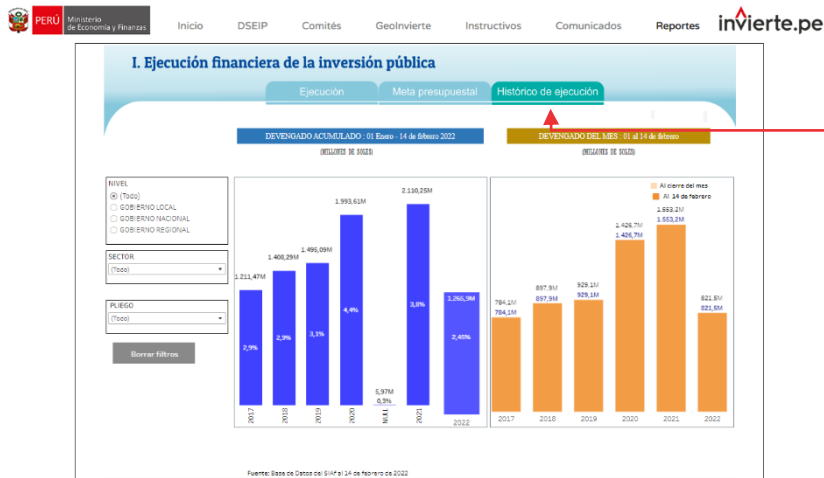 PERÚ
Ministerio
de Economía y Finanzas
Inicio
DSEIP
Comités
GeoInvierte
Instructivos
Comunicados
Reportes
invierte.pe
I. Ejecución financiera de la inversión pública
Ejecución
Meta presupuestal
Histórico de ejecución
DEVENGADO ACUMULADO : 01 Enero - 14 de febrero 2022
(MILLONES DE SOLES)
DEVENGADO DEL MES : 01 al 14 de febrero
(MILLONES DE SOLES)
NIVEL
(Todo)
GOBIERNO LOCAL
GOBIERNO NACIONAL
GOBIERNO REGIONAL
SECTOR
(Todo)
PLIEGO
(Todo)
Borrar filtros
1.211,47M
1.408,29M
1.495,09M
1.993,61M
5,97M
2.110,25M
1.265,9M
2,9%
2,9%
3,1%
4,4%
0,3%
3,8%
2,45%
2017
2018
2019
2020
NULL
2021
2022
Al cierre del mes
Al 14 de febrero
784,1M
784,1M
897,9M
897,9M
929,1M
929,1M
1.426,7M
1.426,7M
1.553,2M
1.553,2M
821,5M
821,5M
2017
2018
2019
2020
2021
2022
Fuente: Base de Datos del SIAF al 14 de febrero de 2022